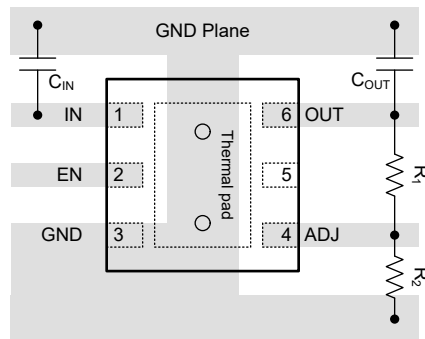 GND Plane
CIN
COUT
IN 1
6 OUT
EN 2
5
GND 3
4 ADJ
Thermal pad
R1
R2